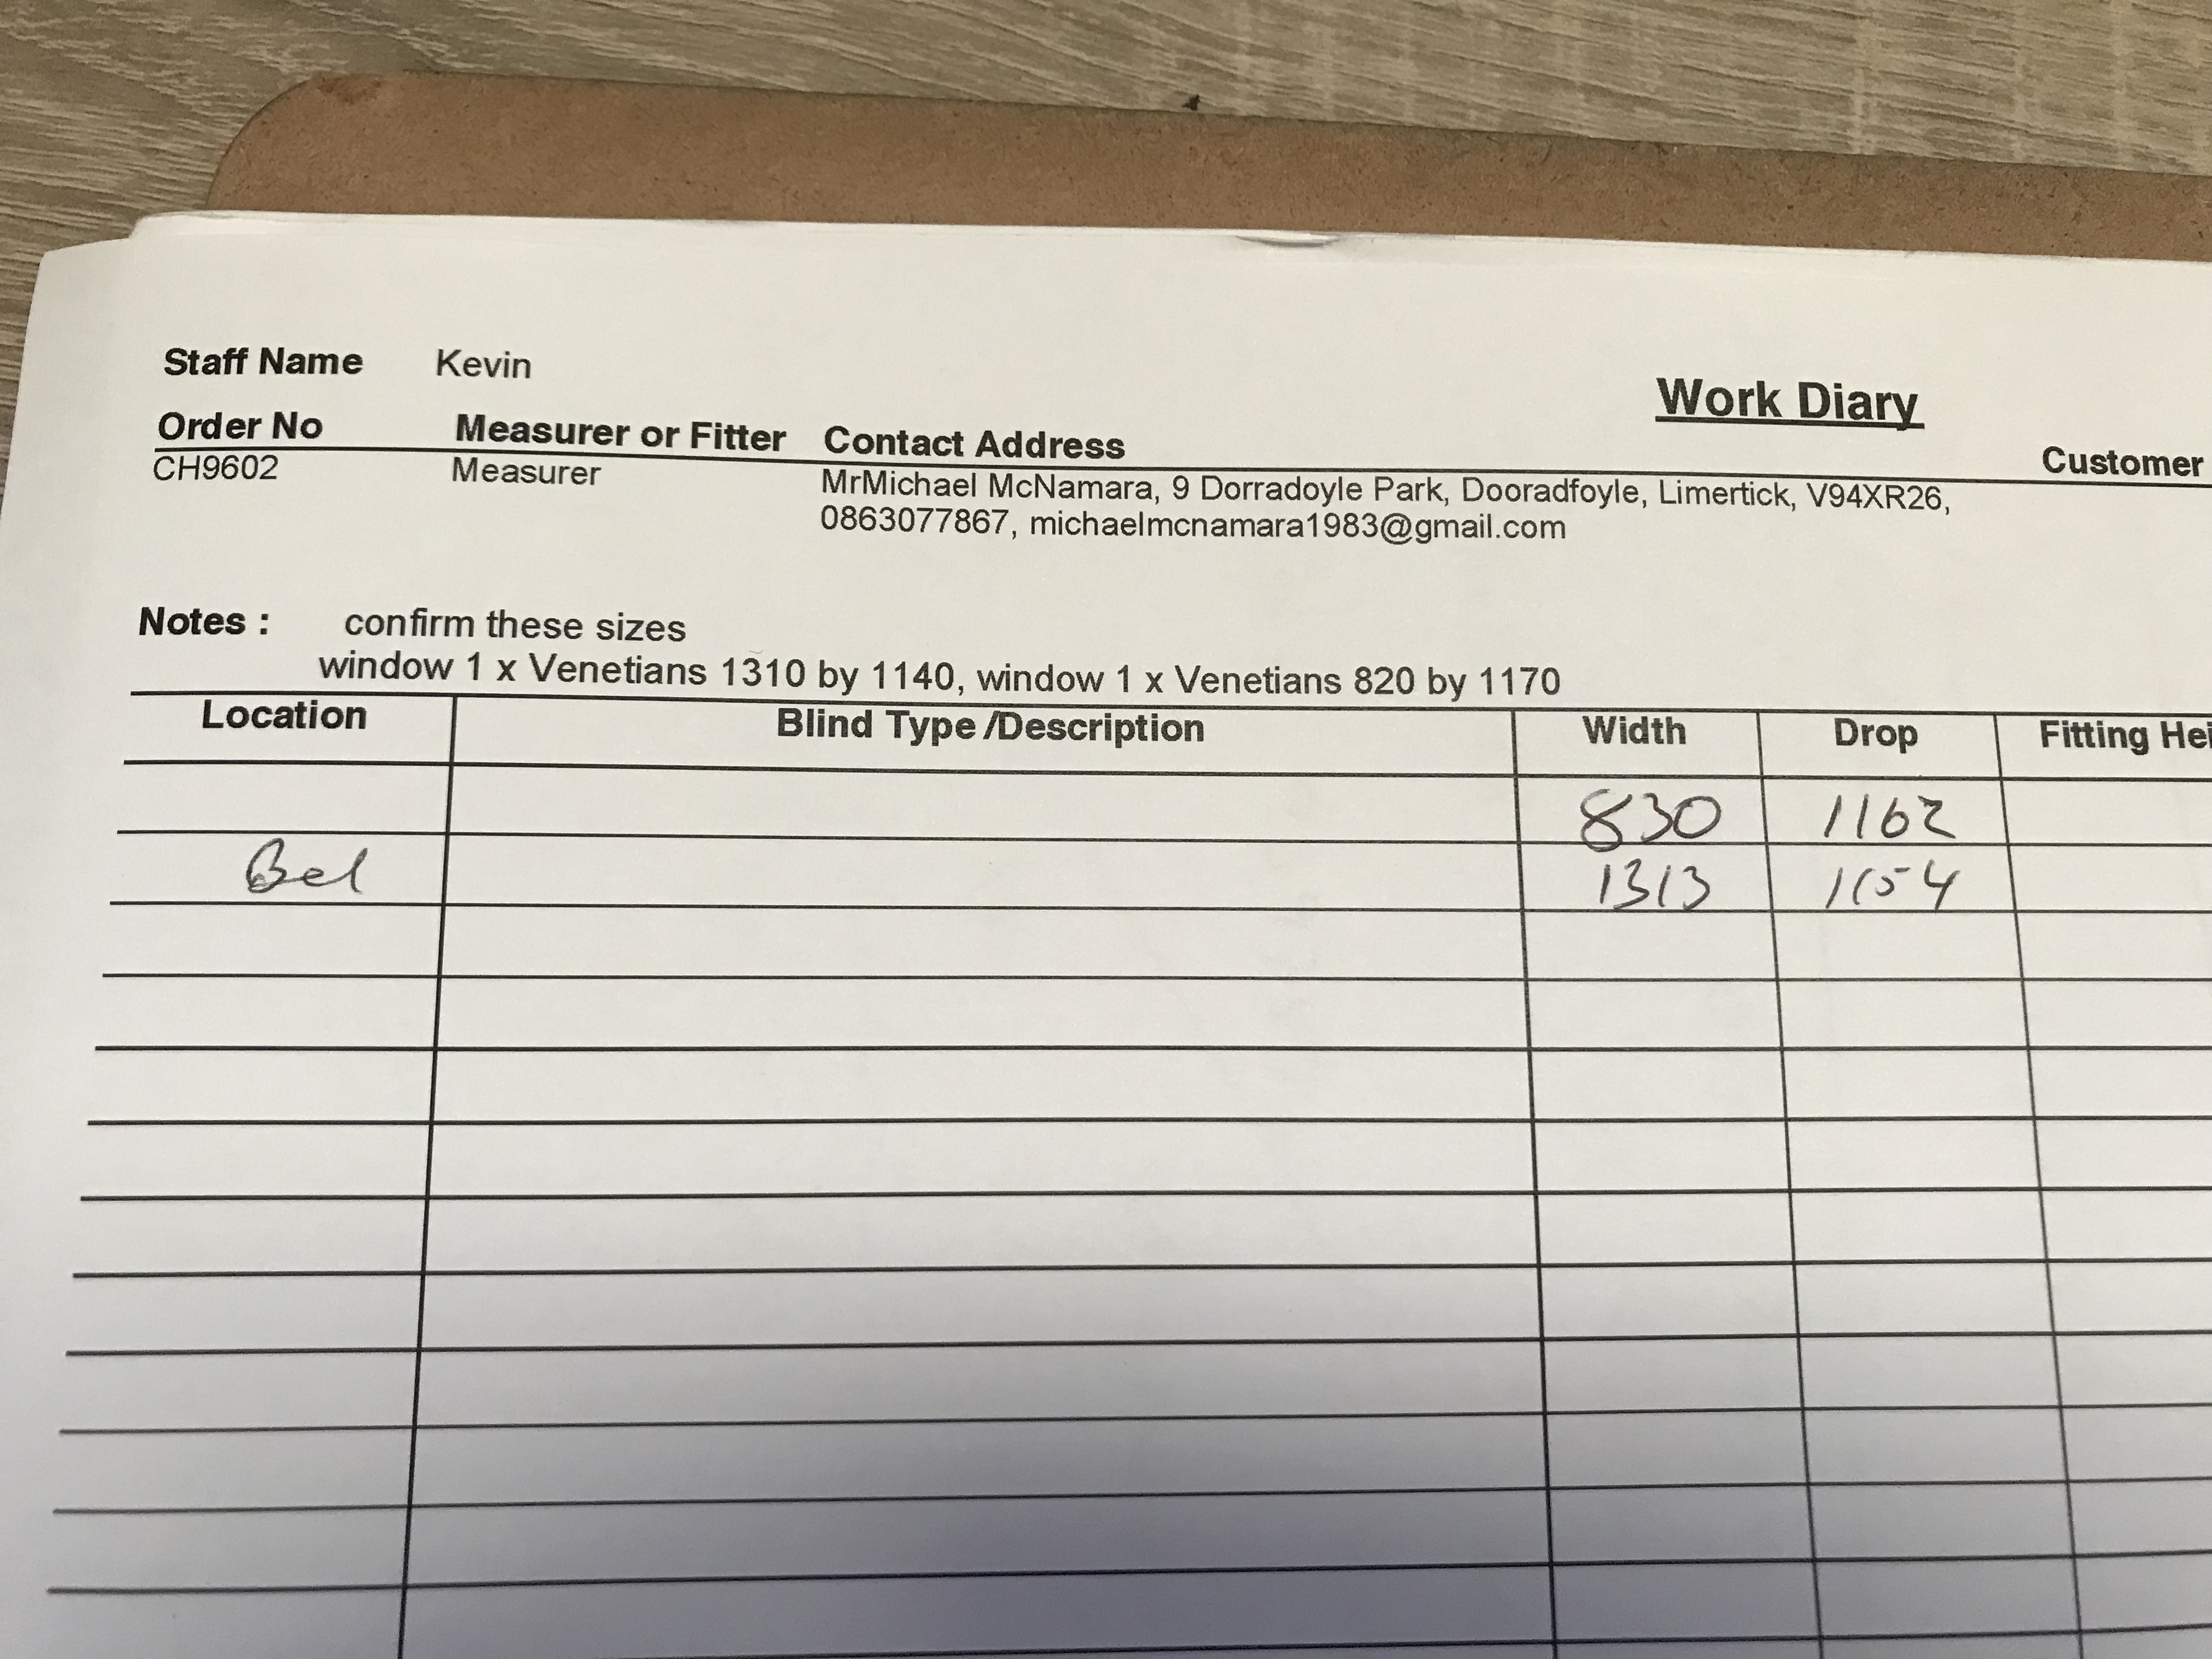 Staff Name Kevin
Work Diary
Order No Measurer or Fitter Contact Address Customer
CH9602 Measurer MrMichael McNamara, 9 Dorradoyle Park, Dooradfoyle, Limertick, V94XR26,
0863077867, michaelmcnamara1983@gmail.com
Notes : confirm these sizes
window 1 x Venetians 1310 by 1140, window 1 x Venetians 820 by 1170
Location Blind Type /Description Width Drop Fitting Hei
830 1162
Bel 1313 1154